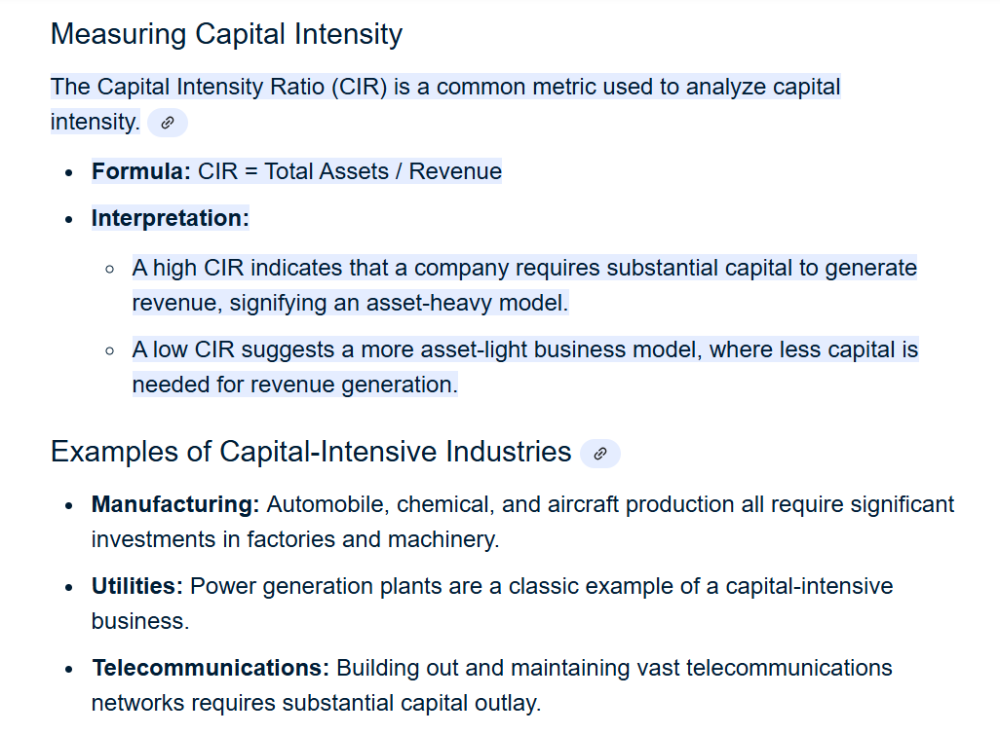 Measuring Capital Intensity
The Capital Intensity Ratio (CIR) is a common metric used to analyze capital
intensity.
• Formula: CIR = Total Assets / Revenue
• Interpretation:
◦ A high CIR indicates that a company requires substantial capital to generate
revenue, signifying an asset-heavy model.
◦ A low CIR suggests a more asset-light business model, where less capital is
needed for revenue generation.
Examples of Capital-Intensive Industries
• Manufacturing: Automobile, chemical, and aircraft production all require significant
investments in factories and machinery.
• Utilities: Power generation plants are a classic example of a capital-intensive
business.
• Telecommunications: Building out and maintaining vast telecommunications
networks requires substantial capital outlay.